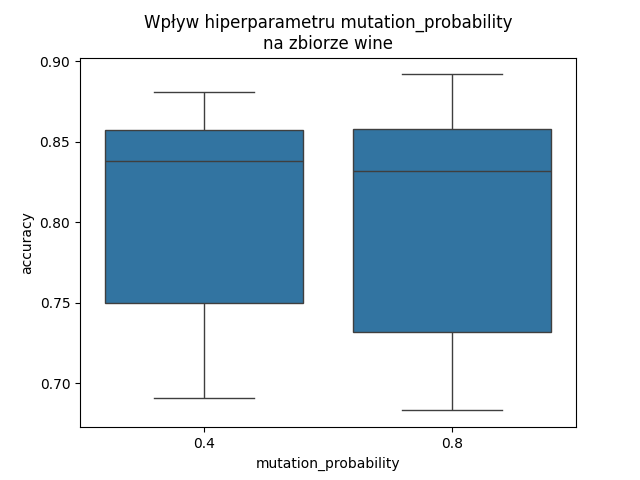 Wpływ hiperparametru mutation_probability
na zbiorze wine
0.90
0.85
0.80
0.75
0.70
accuracy
0.4 0.8
mutation_probability